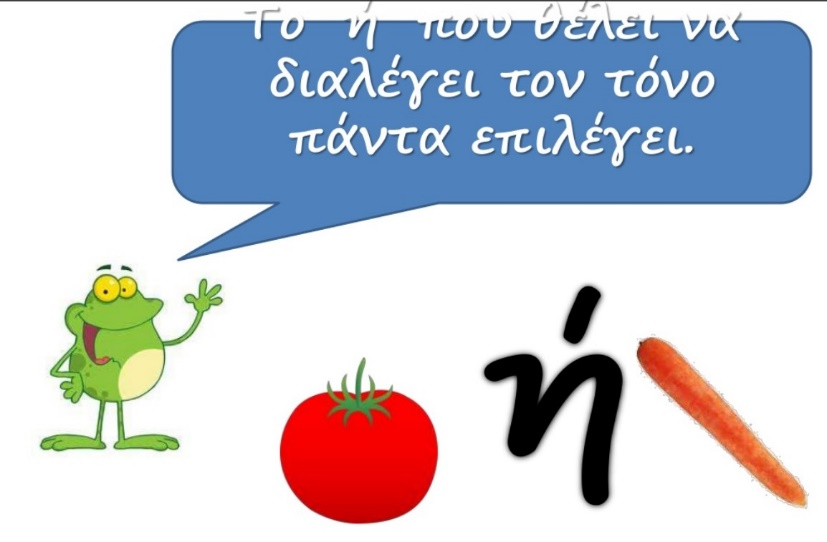 Το ή που θέλει να
διαλέγει τον τόνο
πάντα επιλέγει.
ή